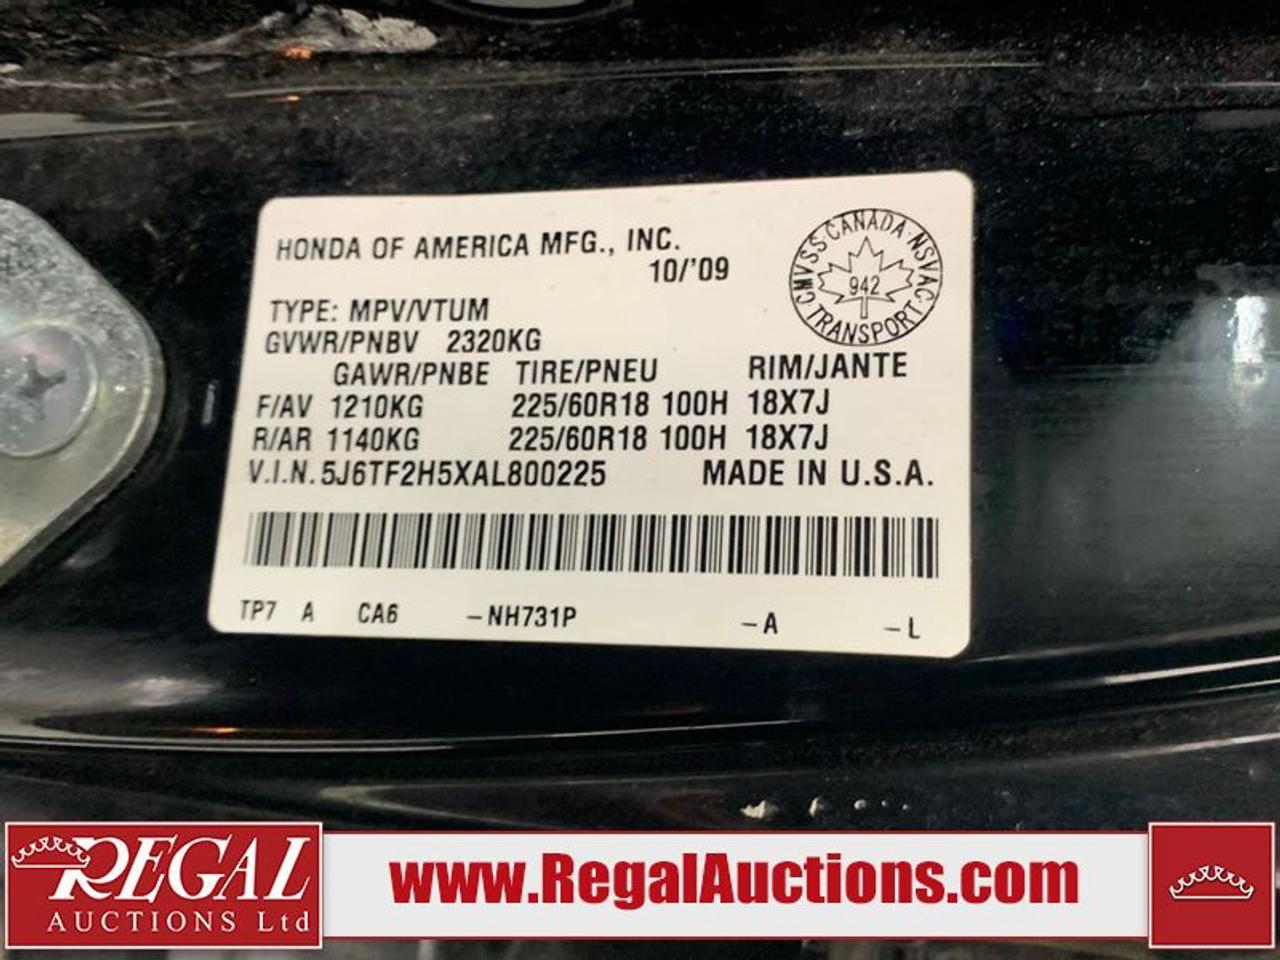 HONDA OF AMERICA MFG., INC.
10/'09
CMVSS·CANADA·NSVAC
942
·TRANSPORT·
TYPE: MPV/VTUM
GVWR/PNBV 2320KG
GAWR/PNBE TIRE/PNEU RIM/JANTE
F/AV 1210KG 225/60R18 100H 18X7J
R/AR 1140KG 225/60R18 100H 18X7J
V.I.N.5J6TF2H5XAL800225 MADE IN U.S.A.
TP7 A CA6 -NH731P -A -L
REGAL
AUCTIONS Ltd
www.RegalAuctions.com